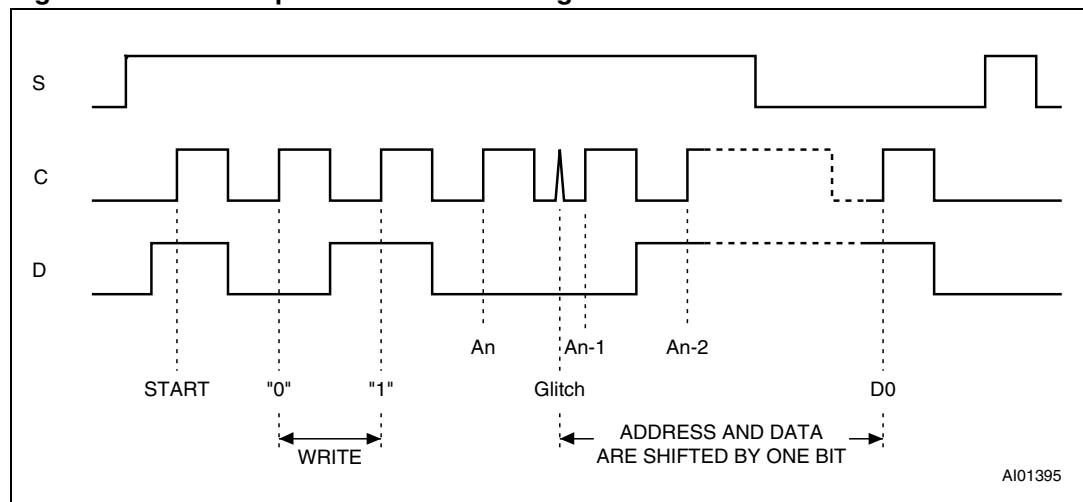 S
C
D
An An-1 An-2
START "0" "1" Glitch D0
WRITE
ADDRESS AND DATA
ARE SHIFTED BY ONE BIT
AI01395